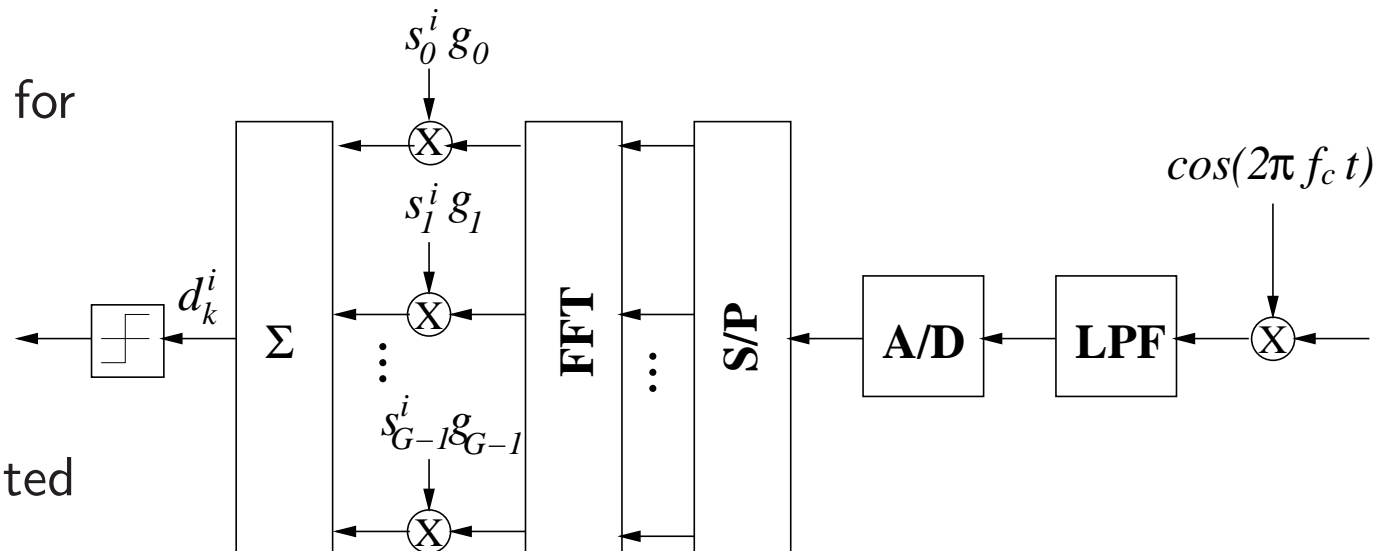 s_0^i g_0
for
cos(2π f_c t)
s_1^i g_1
d_k^i
X
X
X
X
Σ
FFT
S/P
A/D
LPF
...
...
s_{G−1}^i g_{G−1}
ted